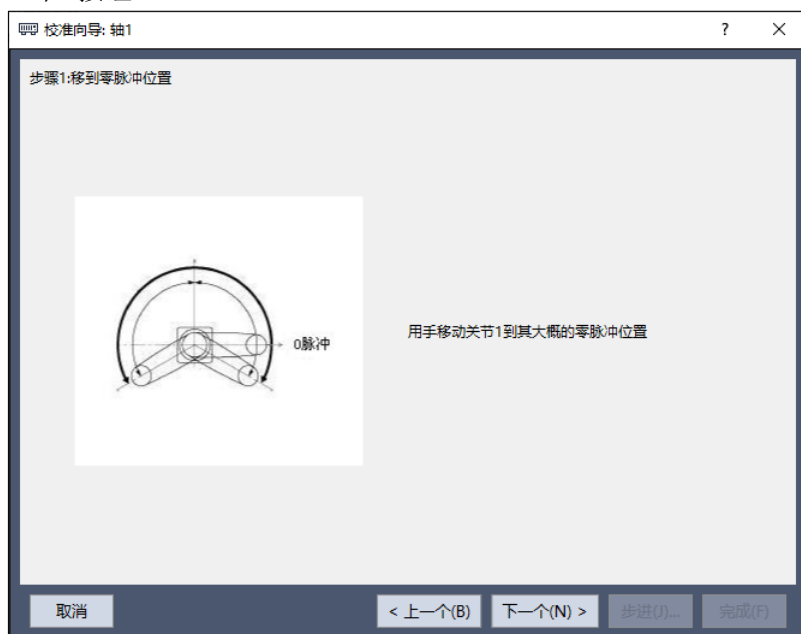 校准向导: 轴1
?
步骤1:移到零脉冲位置
0脉冲
用手移动关节1到其大概的零脉冲位置
取消
< 上一个(B)
下一个(N) >
步进(J)...
完成(F)